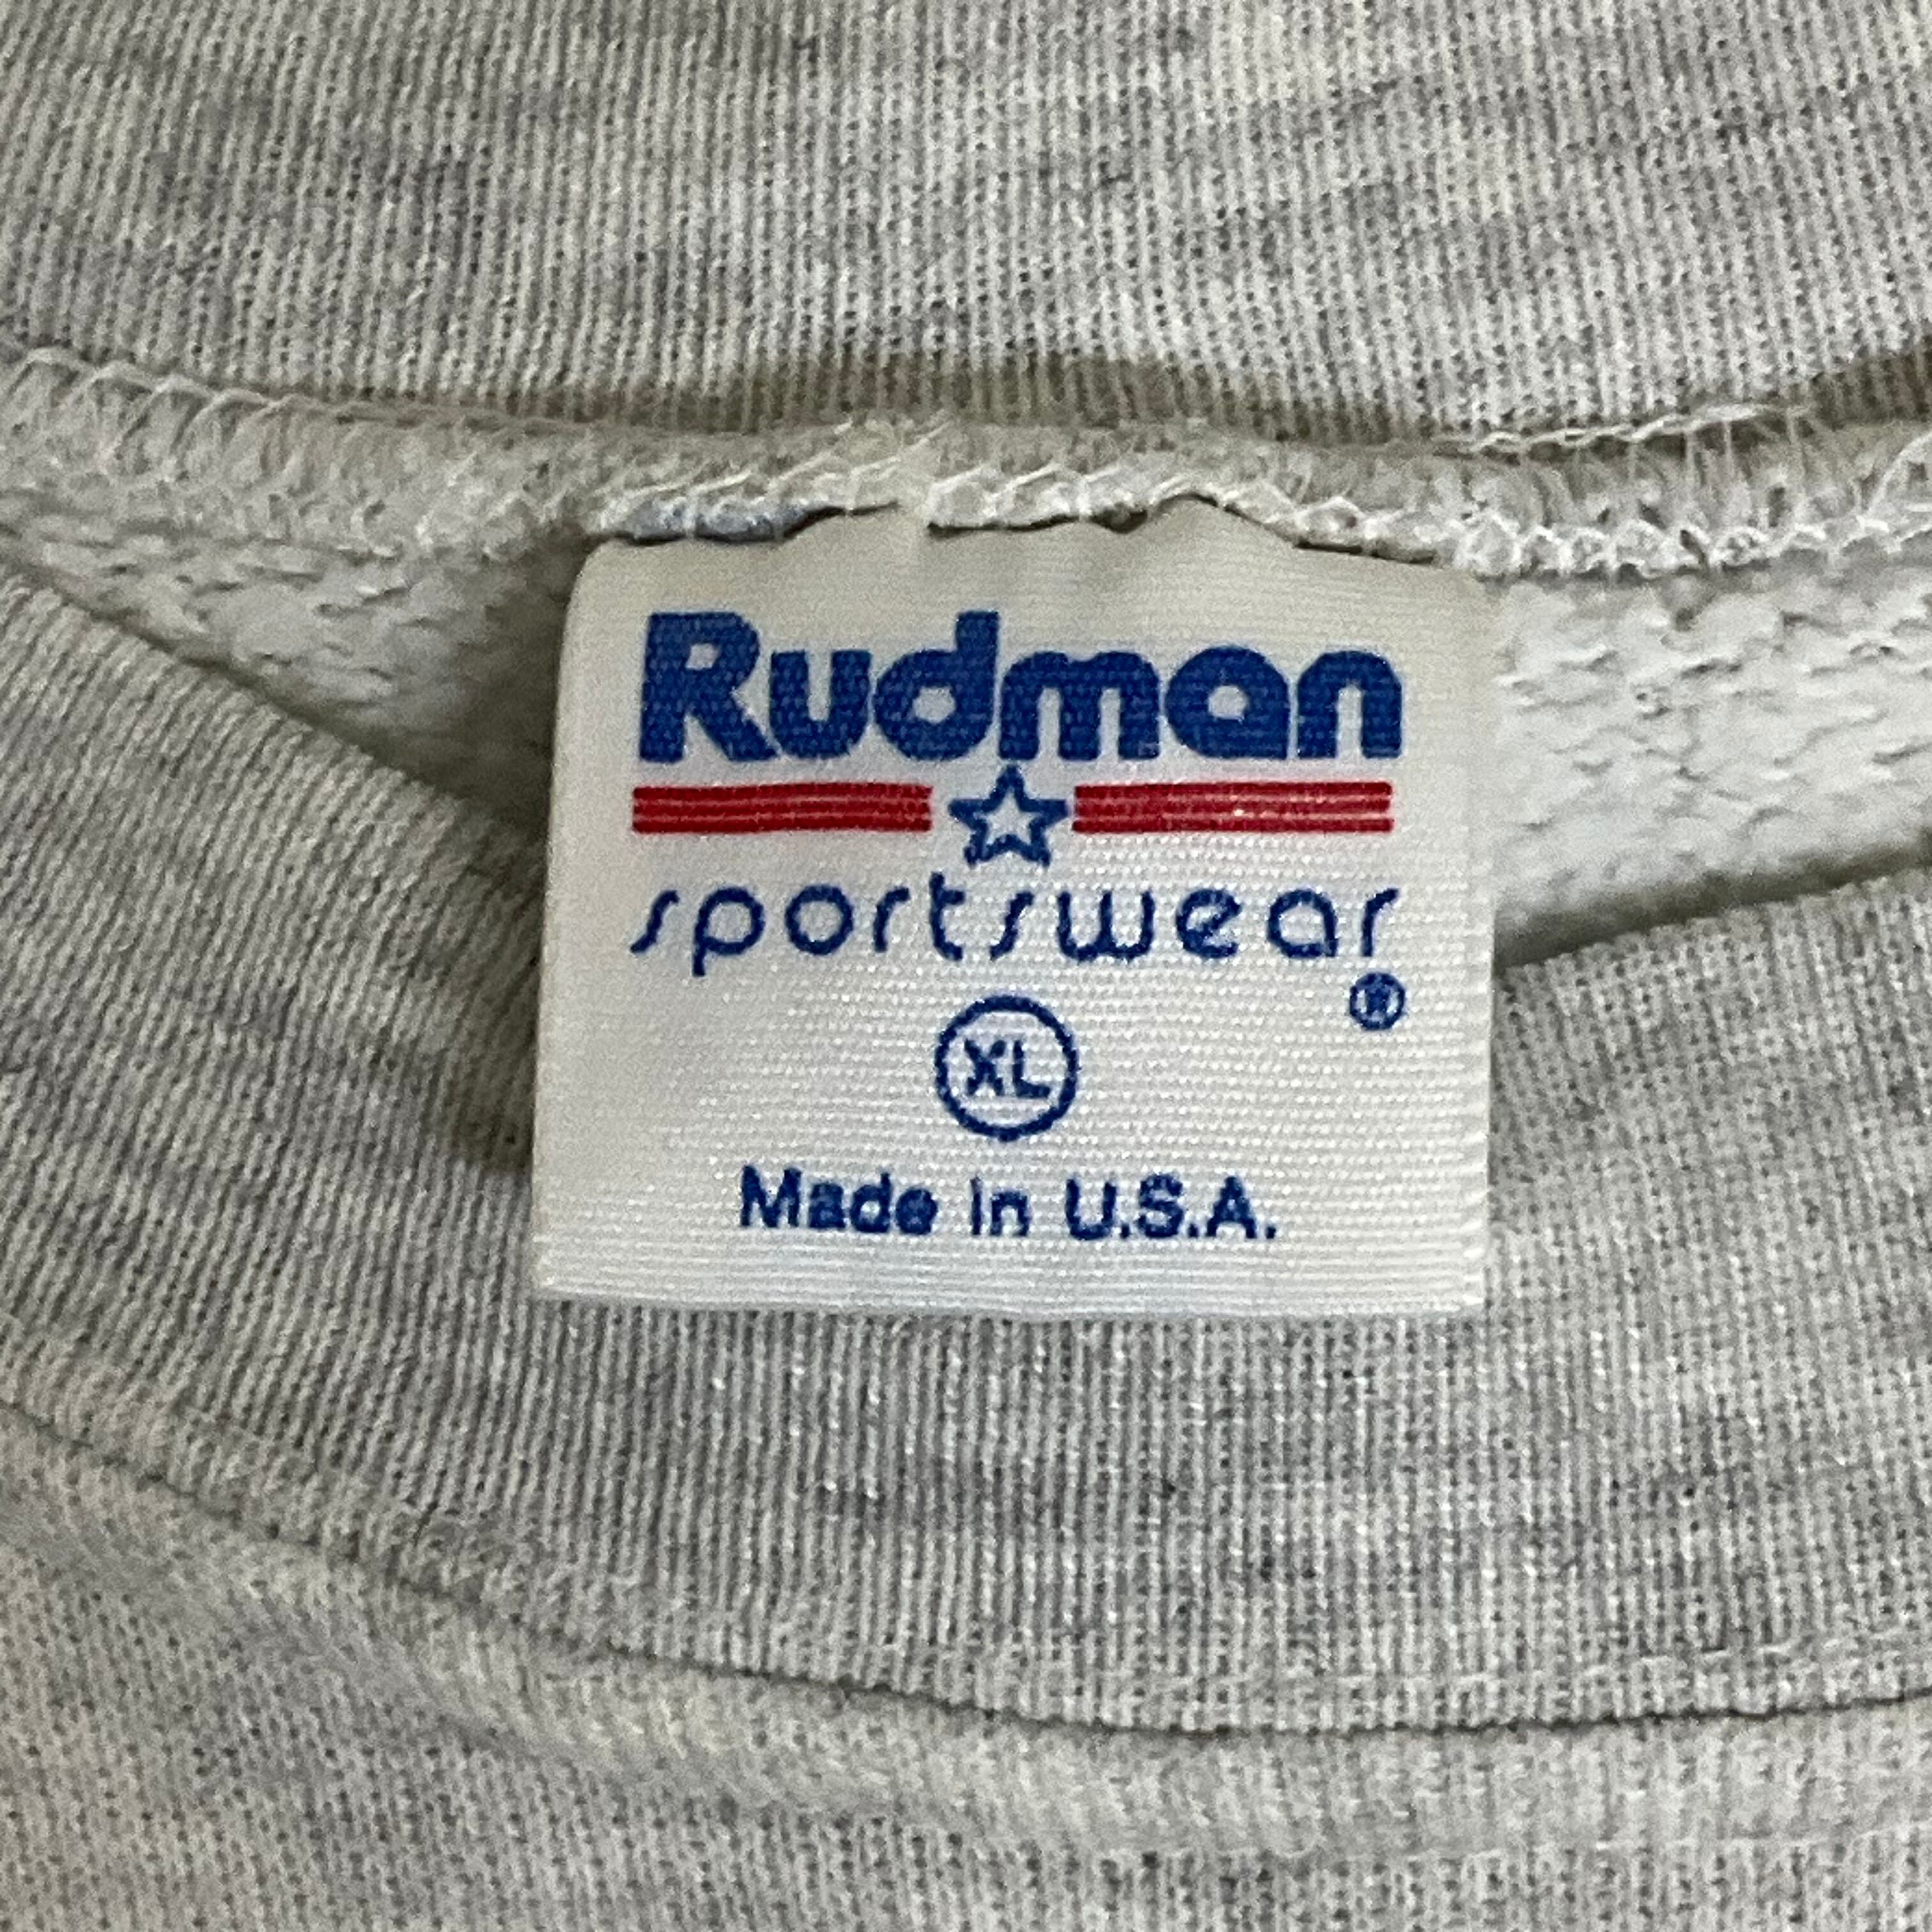 Rudman
sportswear
®
XL
Made in U.S.A.